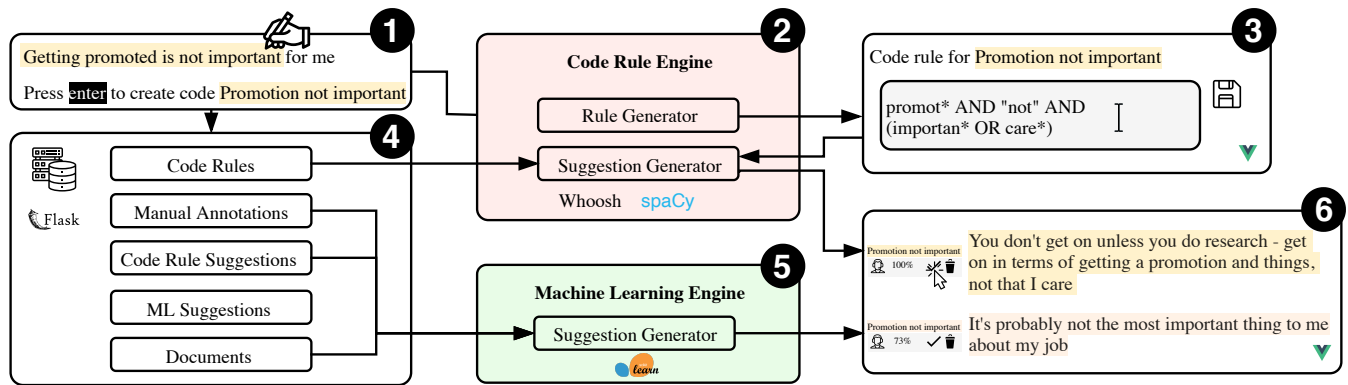 1
Getting promoted is not important for me
Press enter to create code Promotion not important
2
Code Rule Engine
Rule Generator
Suggestion Generator
Whoosh spaCy
3
Code rule for Promotion not important
promot* AND "not" AND
(importan* OR care*)
4
Flask
Code Rules
Manual Annotations
Code Rule Suggestions
ML Suggestions
Documents
5
Machine Learning Engine
Suggestion Generator
learn
6
Promotion not important
100%
You don't get on unless you do research - get
on in terms of getting a promotion and things,
not that I care
Promotion not important
73%
It's probably not the most important thing to me
about my job